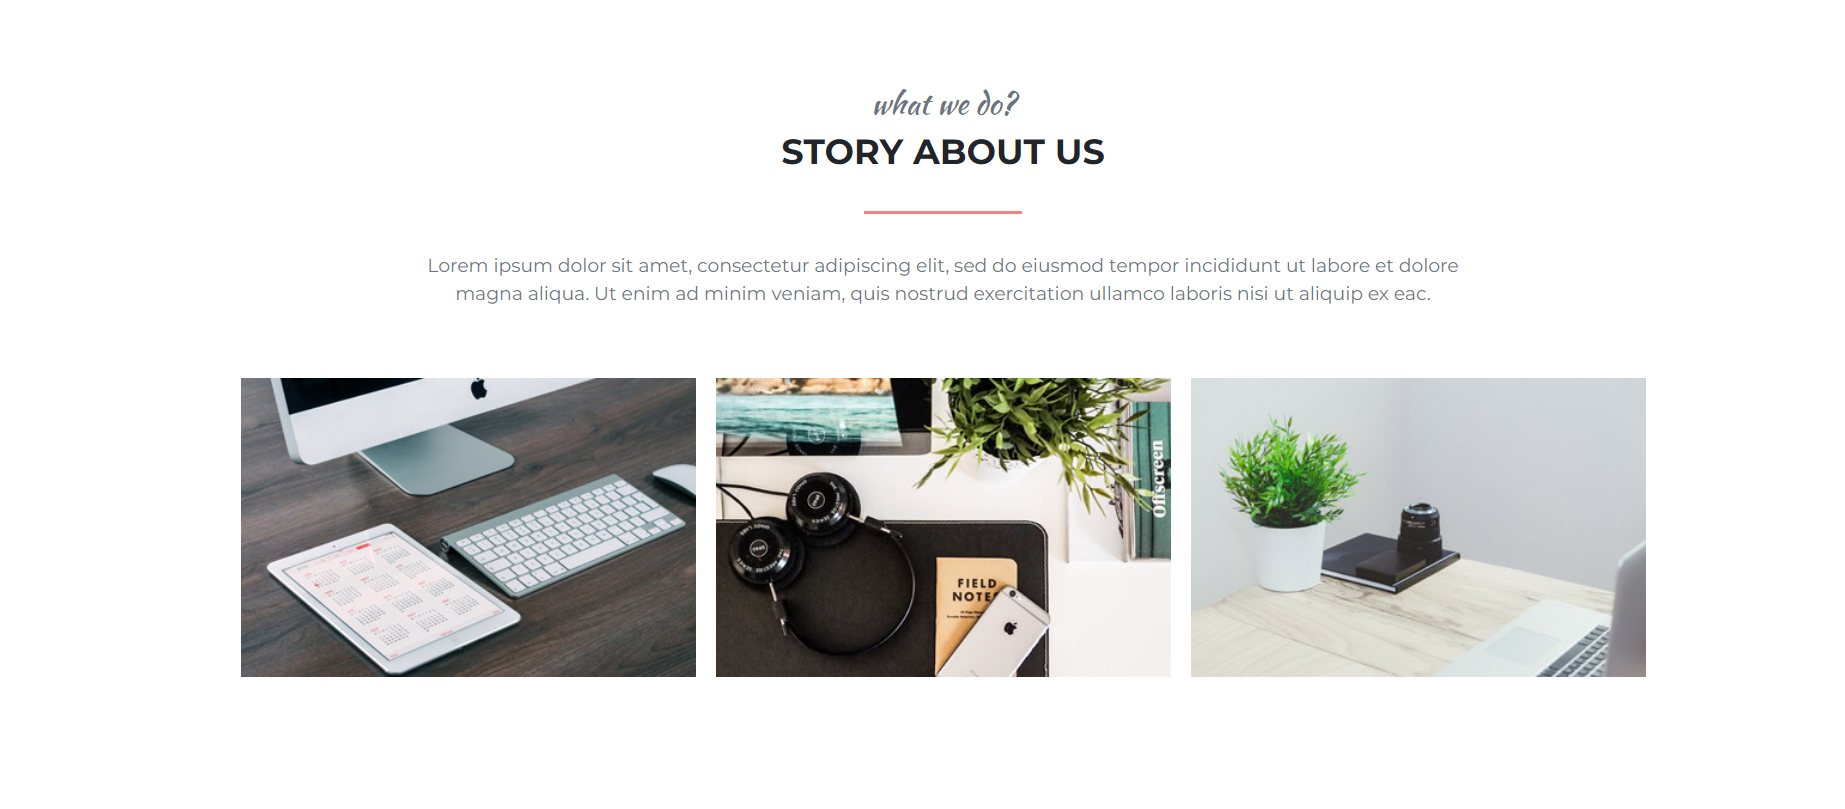 what we do?
STORY ABOUT US
Lorem ipsum dolor sit amet, consectetur adipiscing elit, sed do eiusmod tempor incididunt ut labore et dolore
magna aliqua. Ut enim ad minim veniam, quis nostrud exercitation ullamco laboris nisi ut aliquip ex eac.
Offscreen
FIELD
NOTES